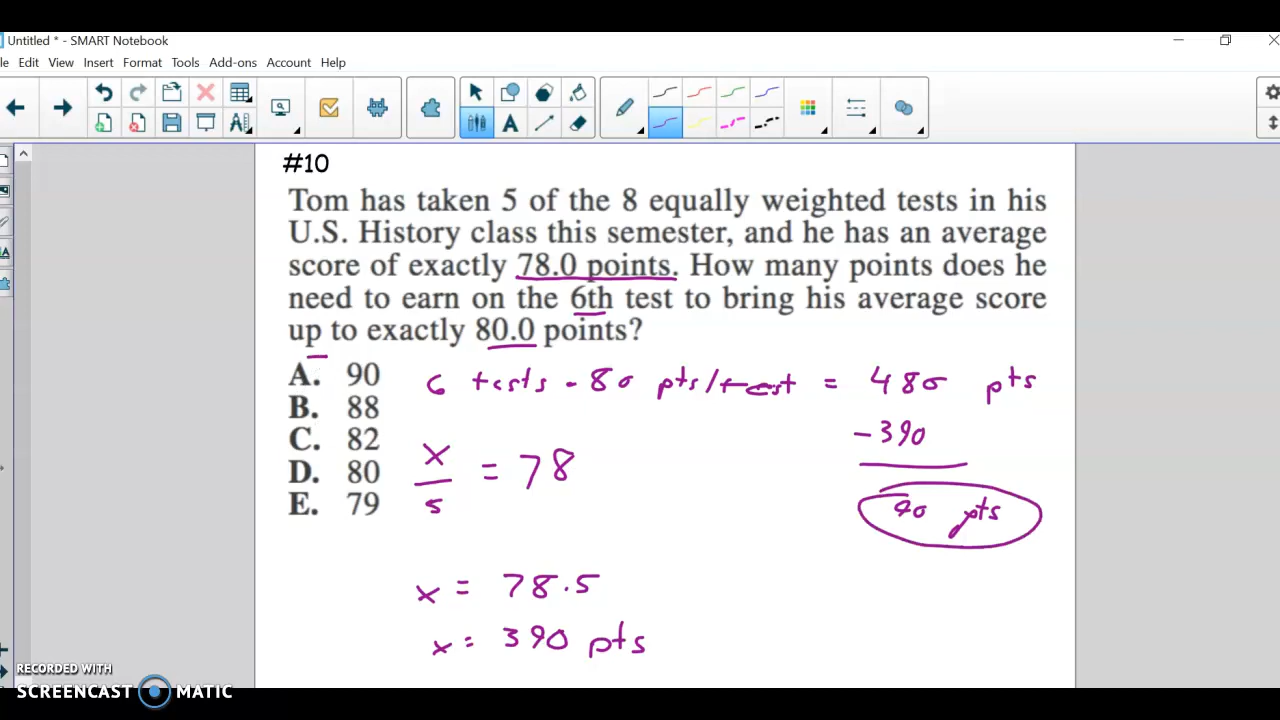 Untitled * - SMART Notebook
le Edit View Insert Format Tools Add-ons Account Help
#10
Tom has taken 5 of the 8 equally weighted tests in his
U.S. History class this semester, and he has an average
score of exactly 78.0 points. How many points does he
need to earn on the 6th test to bring his average score
up to exactly 80.0 points?
A. 90
B. 88
C. 82
D. 80
E. 79
6 tests · 80 pts/test = 480 pts
-390
90 pts
x/5 = 78
x = 78·5
x = 390 pts
RECORDED WITH
SCREENCAST MATIC